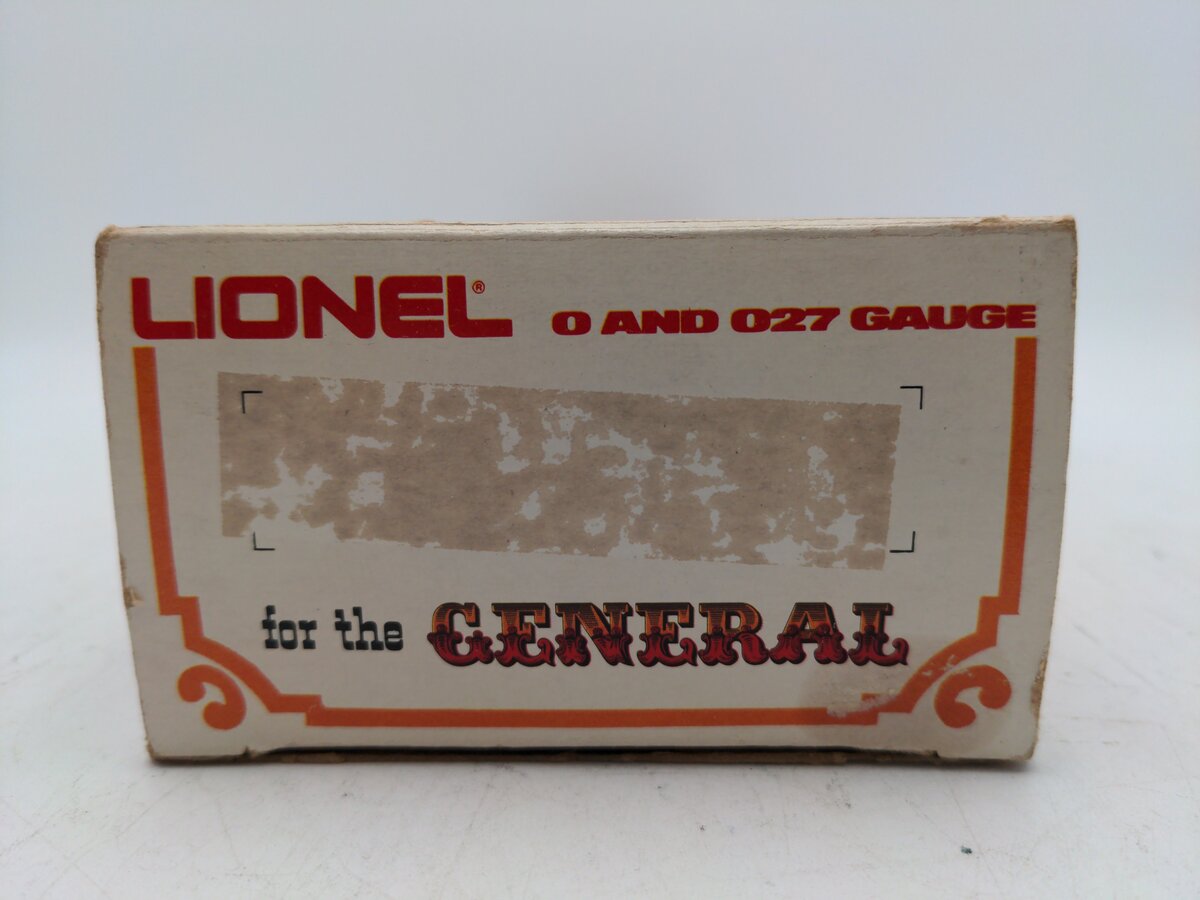 LIONEL® O AND O27 GAUGE
for the GENERAL